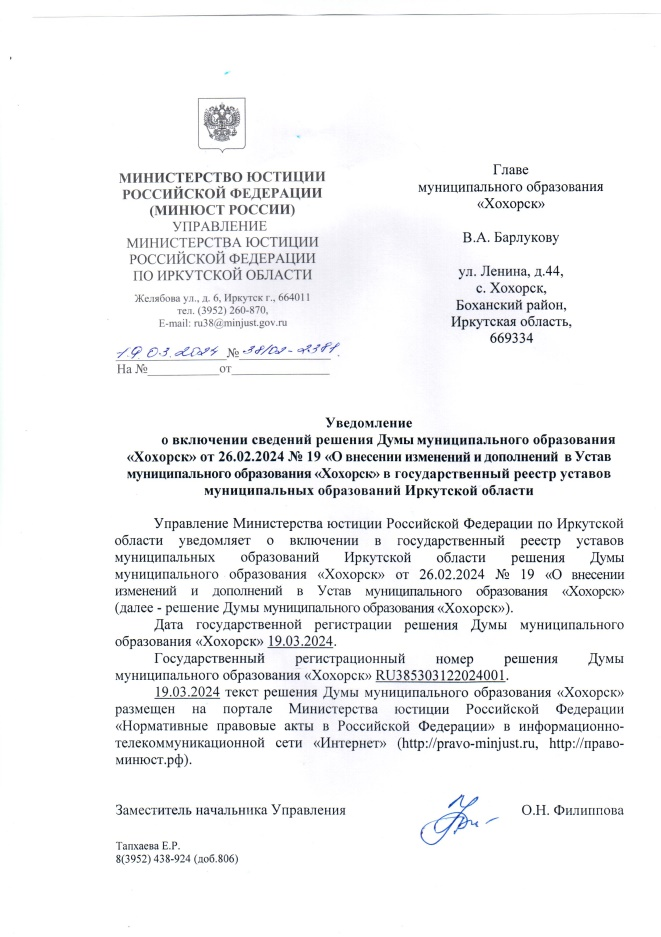 МИНИСТЕРСТВО ЮСТИЦИИ
РОССИЙСКОЙ ФЕДЕРАЦИИ
(МИНЮСТ РОССИИ)
УПРАВЛЕНИЕ
МИНИСТЕРСТВА ЮСТИЦИИ
РОССИЙСКОЙ ФЕДЕРАЦИИ
ПО ИРКУТСКОЙ ОБЛАСТИ
Желябова ул., д. 6, Иркутск г., 664011
тел. (3952) 260-870,
E-mail: ru38@minjust.gov.ru
19.03.2024 № 38/02-2381
На №____________от________________
Главе
муниципального образования
«Хохорск»
В.А. Барлукову
ул. Ленина, д.44,
с. Хохорск,
Боханский район,
Иркутская область,
669334
Уведомление
о включении сведений решения Думы муниципального образования
«Хохорск» от 26.02.2024 № 19 «О внесении изменений и дополнений в Устав
муниципального образования «Хохорск» в государственный реестр уставов
муниципальных образований Иркутской области
Управление Министерства юстиции Российской Федерации по Иркутской
области уведомляет о включении в государственный реестр уставов
муниципальных образований Иркутской области решения Думы
муниципального образования «Хохорск» от 26.02.2024 № 19 «О внесении
изменений и дополнений в Устав муниципального образования «Хохорск»
(далее - решение Думы муниципального образования «Хохорск»).
Дата государственной регистрации решения Думы муниципального
образования «Хохорск» 19.03.2024.
Государственный регистрационный номер решения Думы
муниципального образования «Хохорск» RU385303122024001.
19.03.2024 текст решения Думы муниципального образования «Хохорск»
размещен на портале Министерства юстиции Российской Федерации
«Нормативные правовые акты в Российской Федерации» в информационно-
телекоммуникационной сети «Интернет» (http://pravo-minjust.ru, http://право-
минюст.рф).
Заместитель начальника Управления О.Н. Филиппова
Тапхаева Е.Р.
8(3952) 438-924 (доб.806)